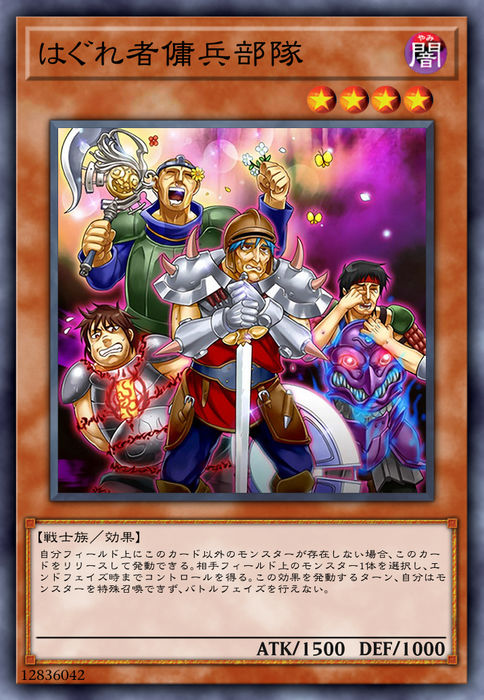 はぐれ者傭兵部隊
やみ
闇
【戦士族／効果】
自分フィールド上にこのカード以外のモンスターが存在しない場合、このカー
ドをリリースして発動できる。相手フィールド上のモンスター1体を選択し、エ
ンドフェイズ時までコントロールを得る。この効果を発動するターン、自分はモ
ンスターを特殊召喚できず、バトルフェイズを行えない。
ATK/1500 DEF/1000
12836042